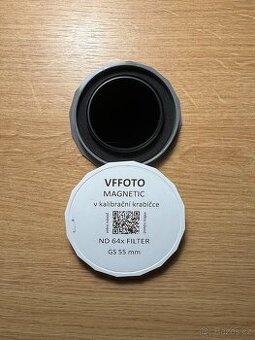 VFFOTO
MAGNETIC
v kalibrační krabičce
ND 64x FILTER
GS 55 mm